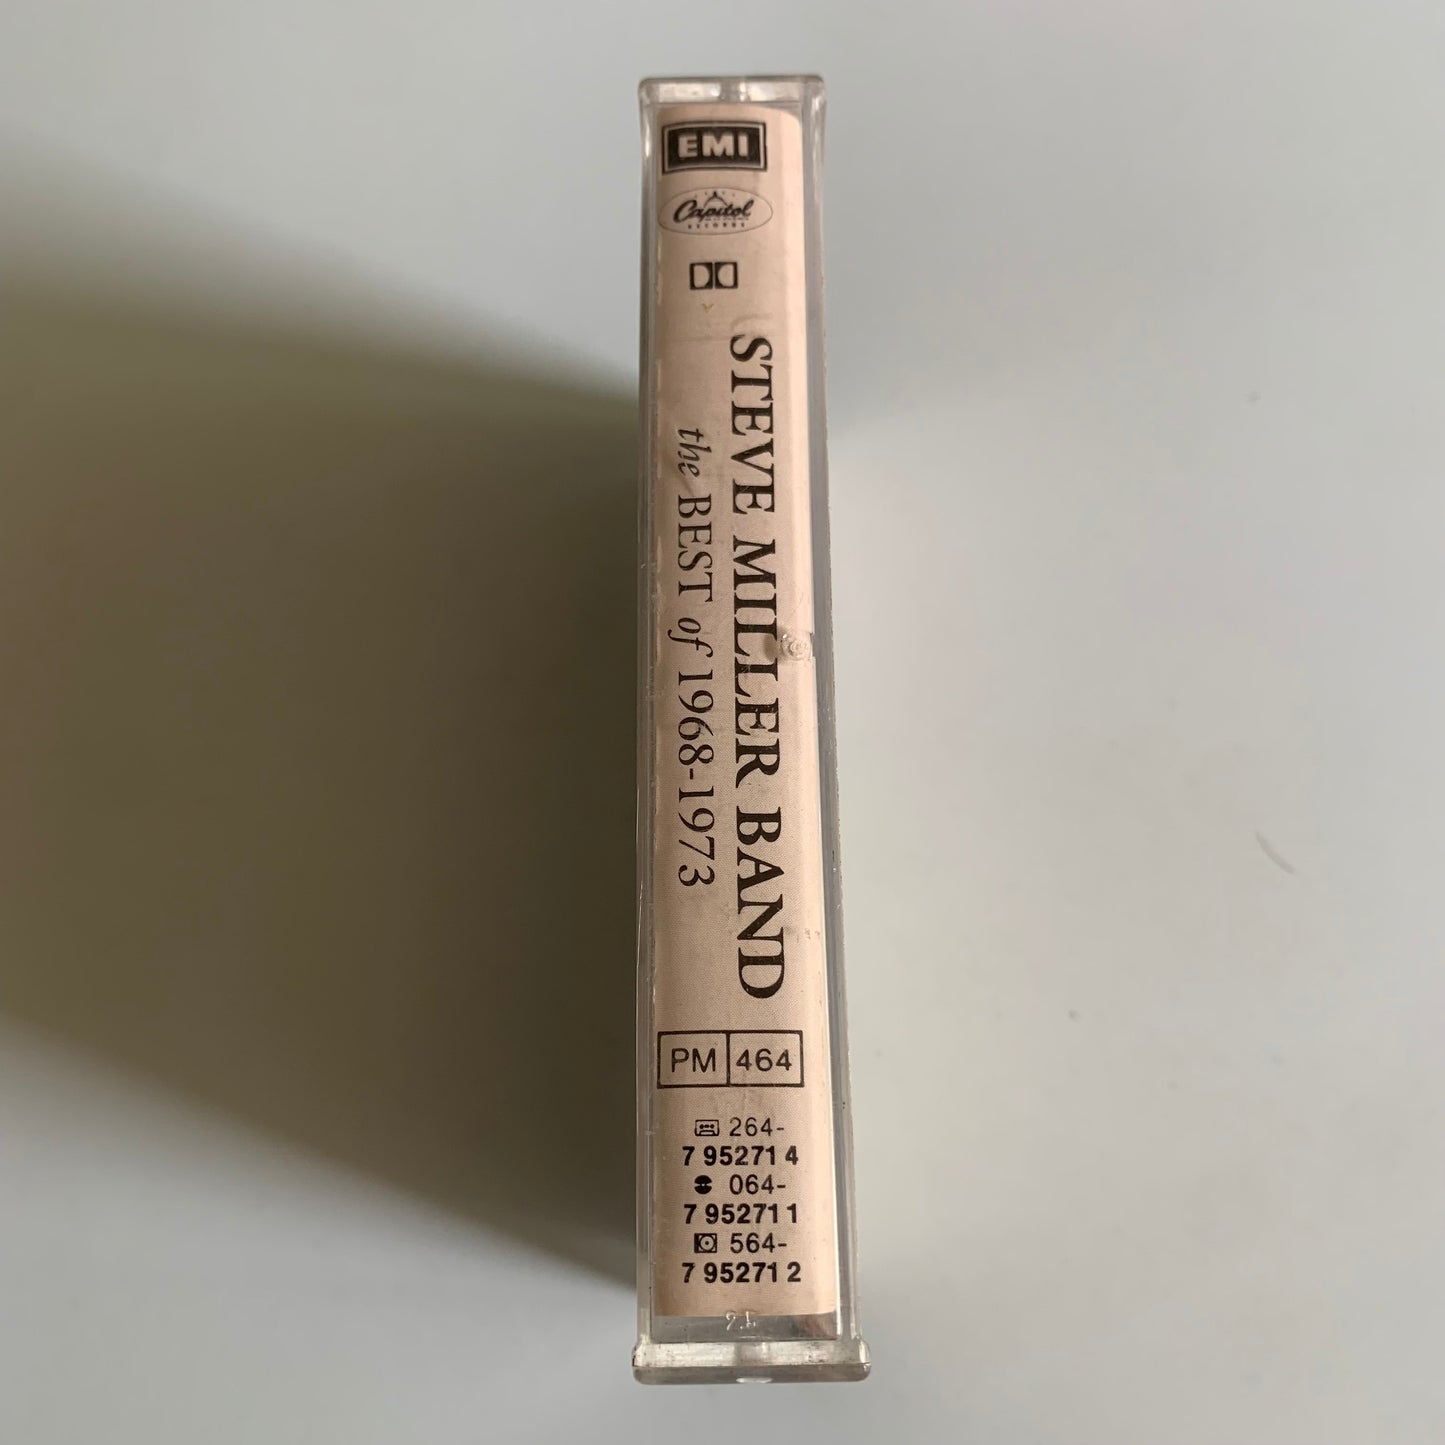 EMI
Capitol
RECORDS
STEVE MILLER BAND
the BEST of 1968-1973
PM 464
264-
7 95271 4
064-
7 95271 1
564-
7 95271 2